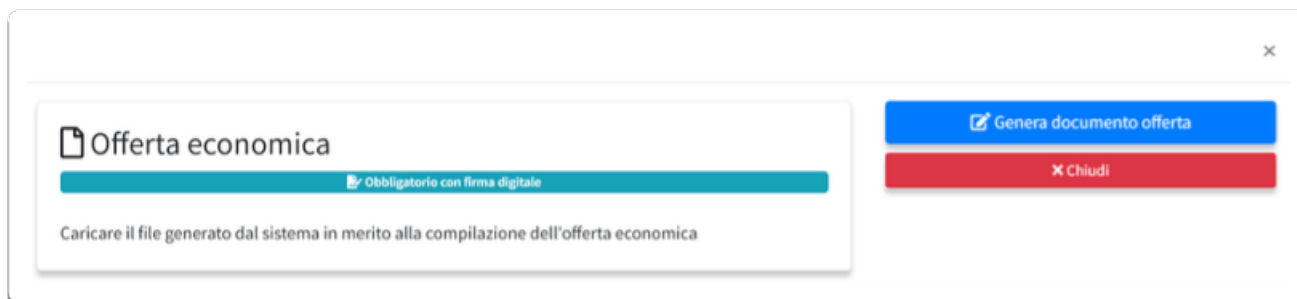 ×
Offerta economica
Obbligatorio con firma digitale
Caricare il file generato dal sistema in merito alla compilazione dell'offerta economica
Genera documento offerta
× Chiudi